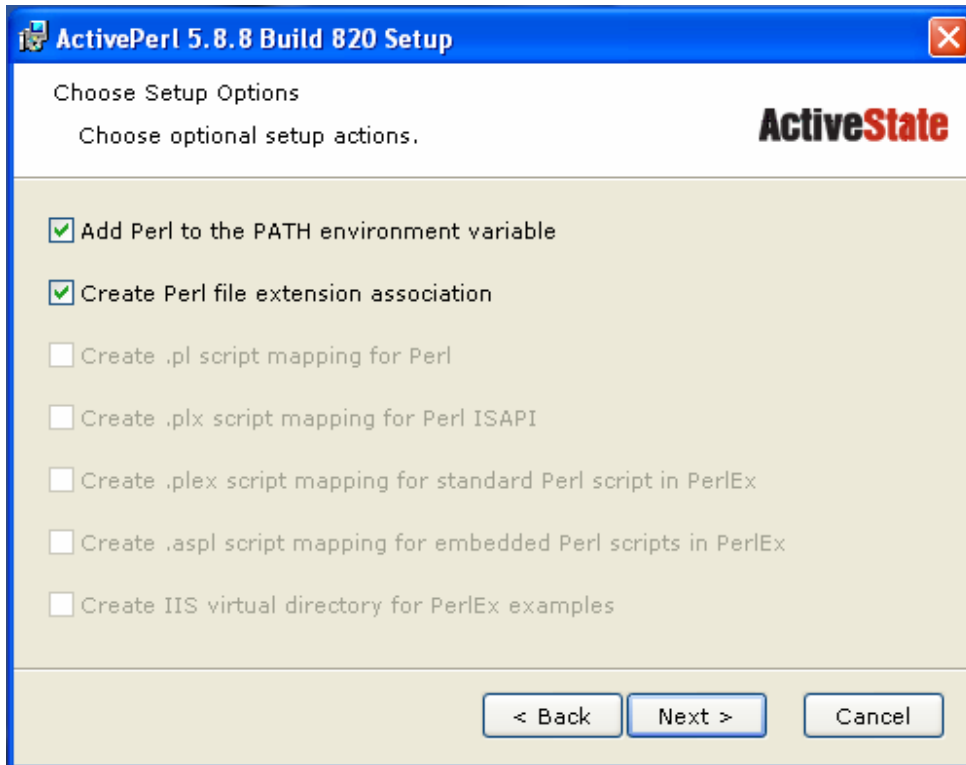 ActivePerl 5.8.8 Build 820 Setup
Choose Setup Options
Choose optional setup actions.
ActiveState
Add Perl to the PATH environment variable
Create Perl file extension association
Create .pl script mapping for Perl
Create .plx script mapping for Perl ISAPI
Create .plex script mapping for standard Perl script in PerlEx
Create .aspl script mapping for embedded Perl scripts in PerlEx
Create IIS virtual directory for PerlEx examples
< Back
Next >
Cancel